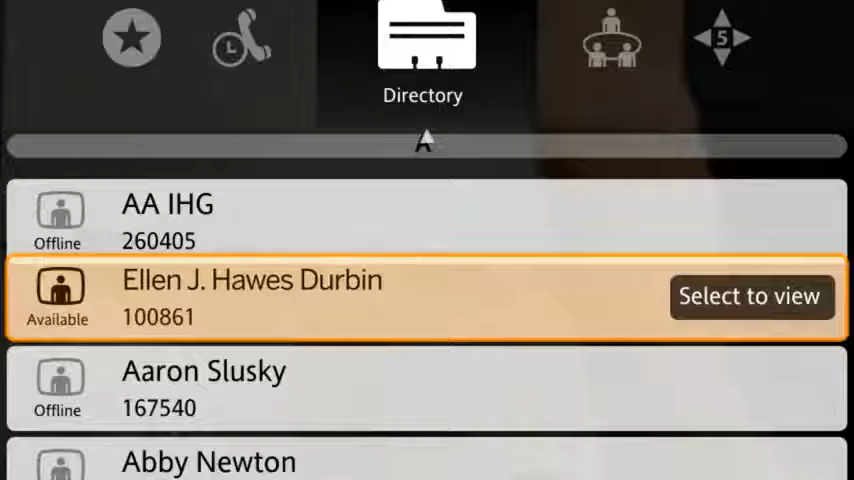 5
Directory
A
AA IHG
Offline
260405
Ellen J. Hawes Durbin
Select to view
Available
100861
Aaron Slusky
Offline
167540
Abby Newton